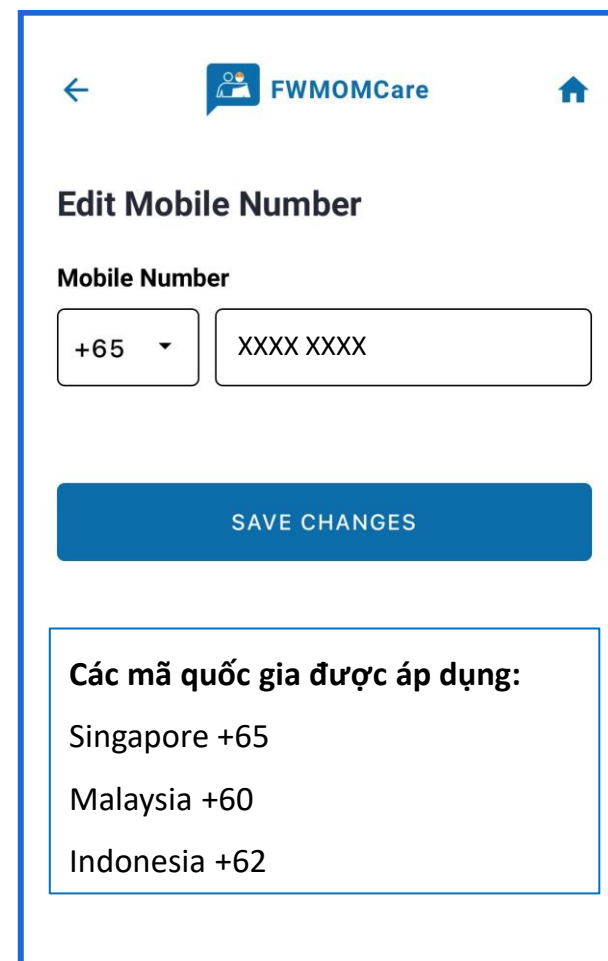 FWMOMCare
Edit Mobile Number
Mobile Number
+65 XXXX XXXX
SAVE CHANGES
Các mã quốc gia được áp dụng:
Singapore +65
Malaysia +60
Indonesia +62